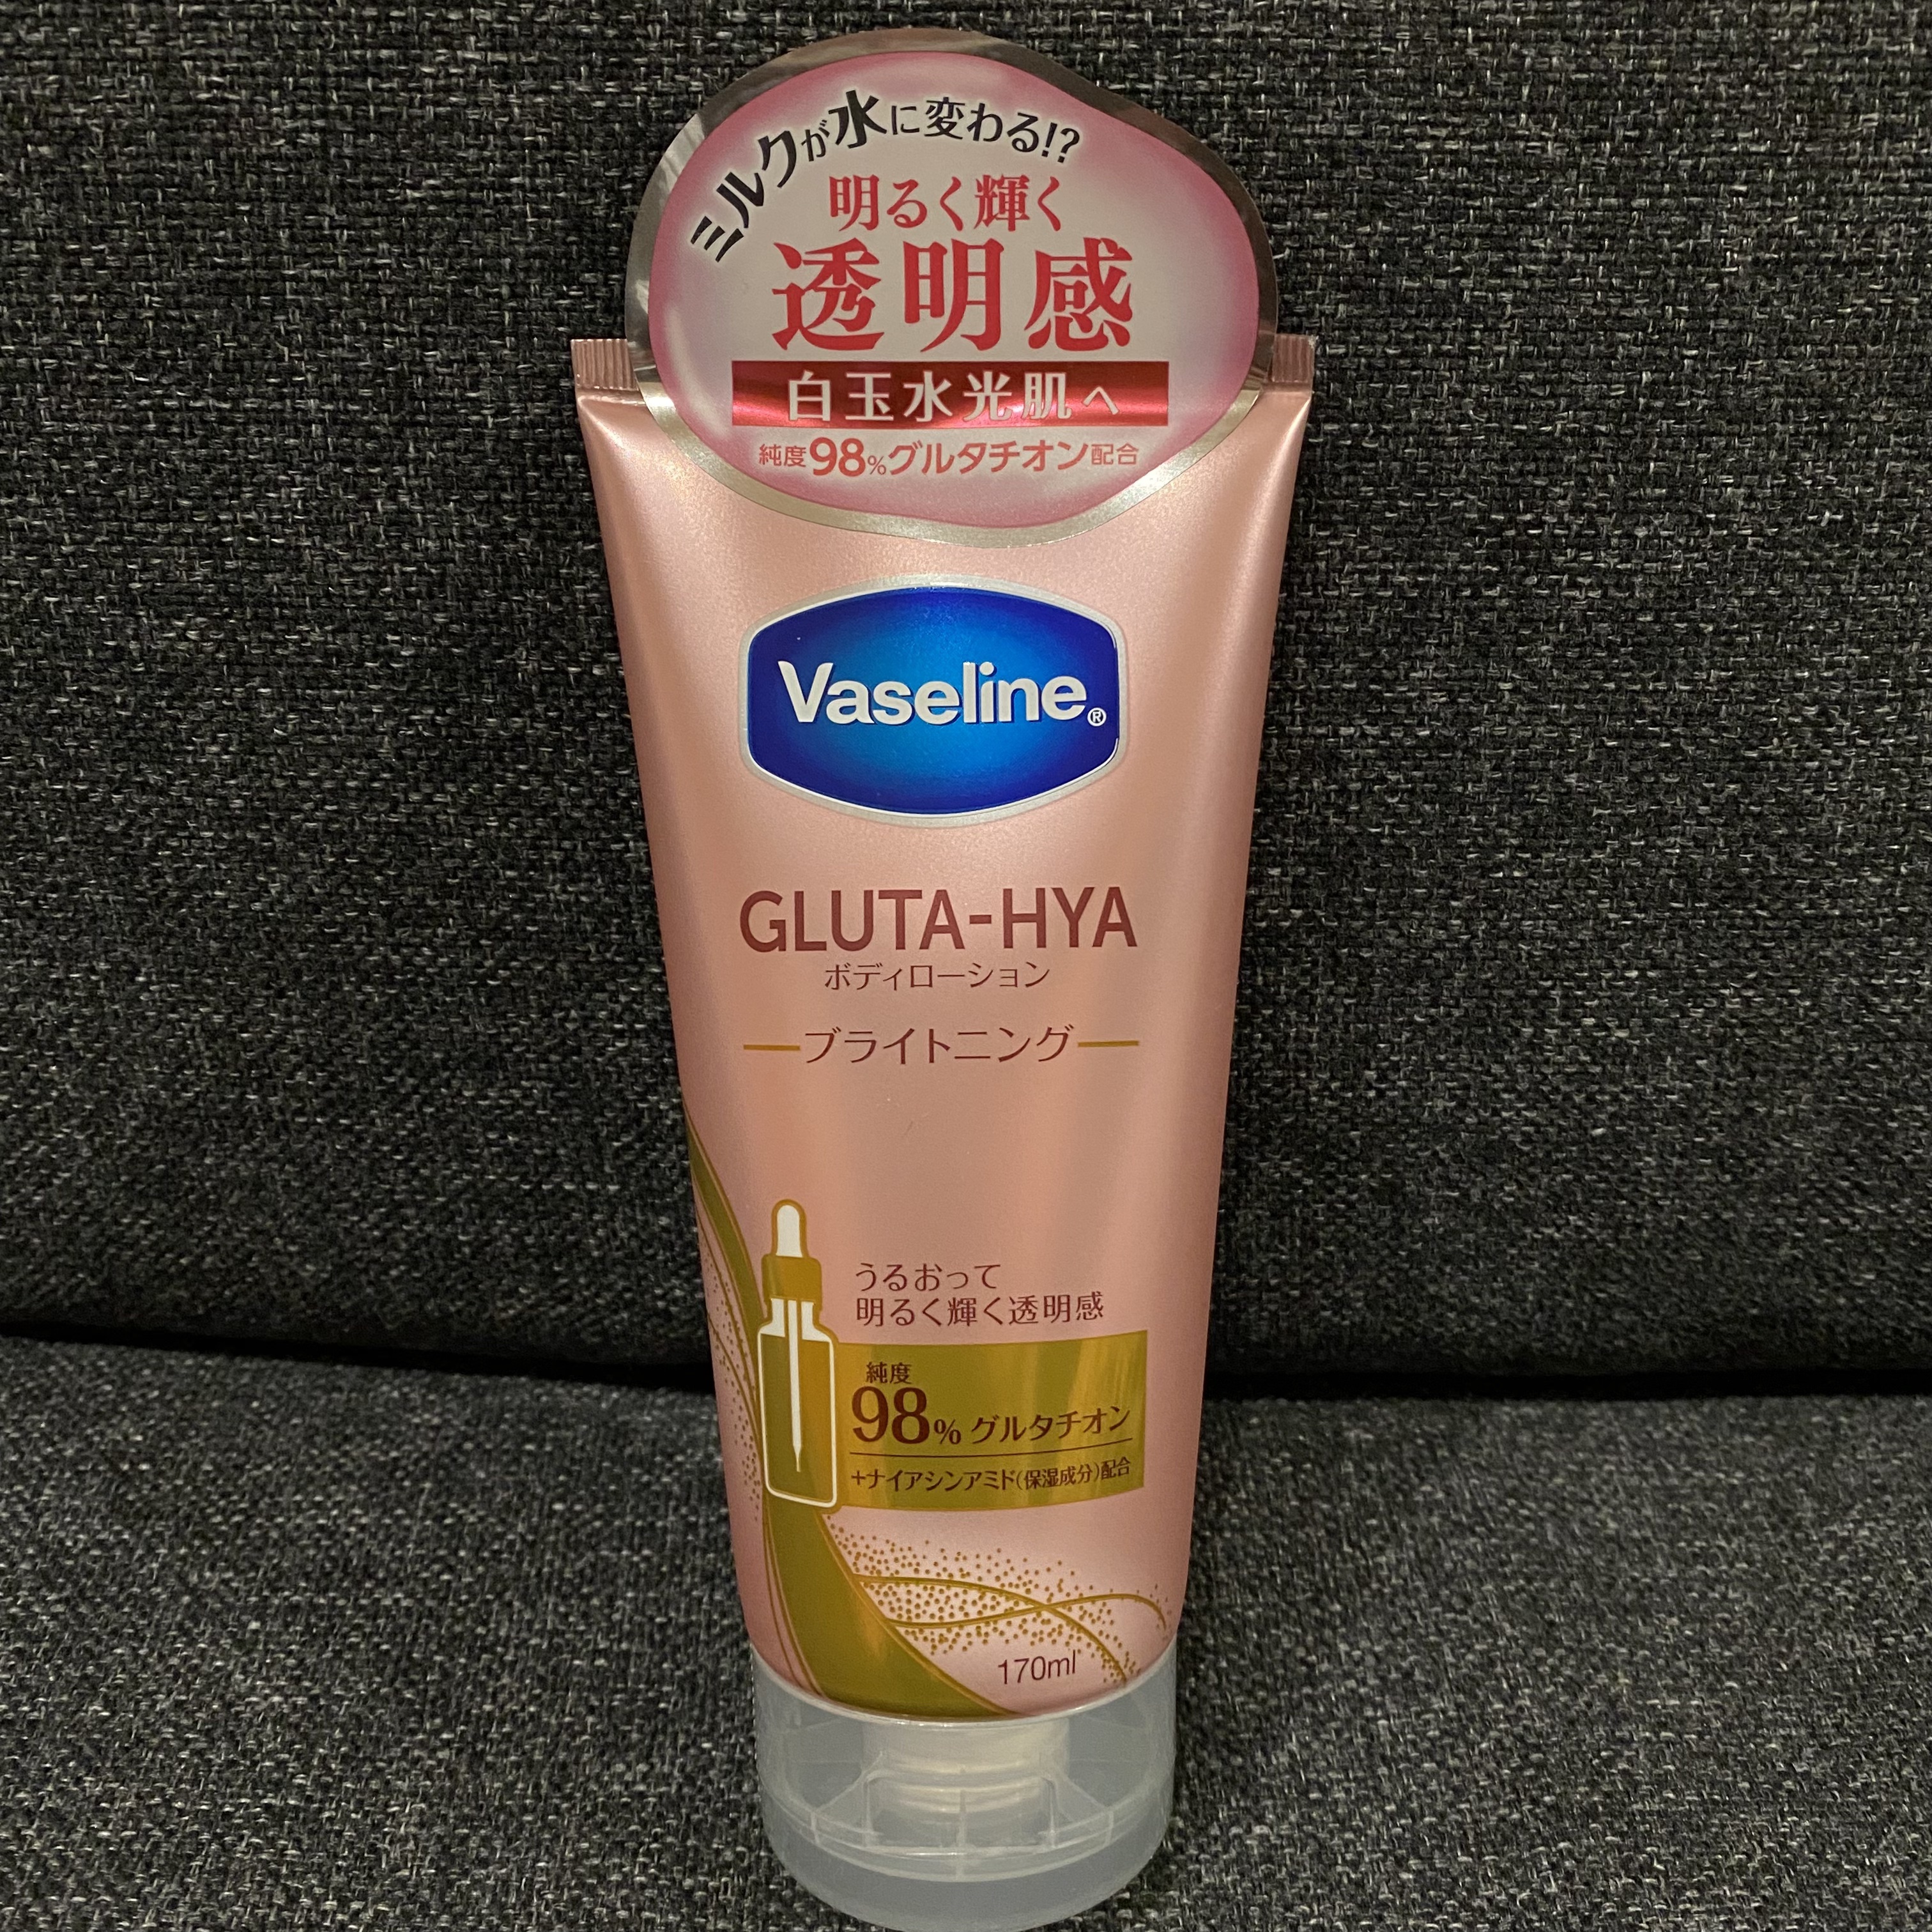 ミルクが水に変わる!?
明るく輝く
透明感
白玉水光肌へ
純度98%グルタチオン配合
Vaseline®
GLUTA-HYA
ボディローション
ブライトニング
うるおって
明るく輝く透明感
純度
98% グルタチオン
+ナイアシンアミド(保湿成分)配合
170ml